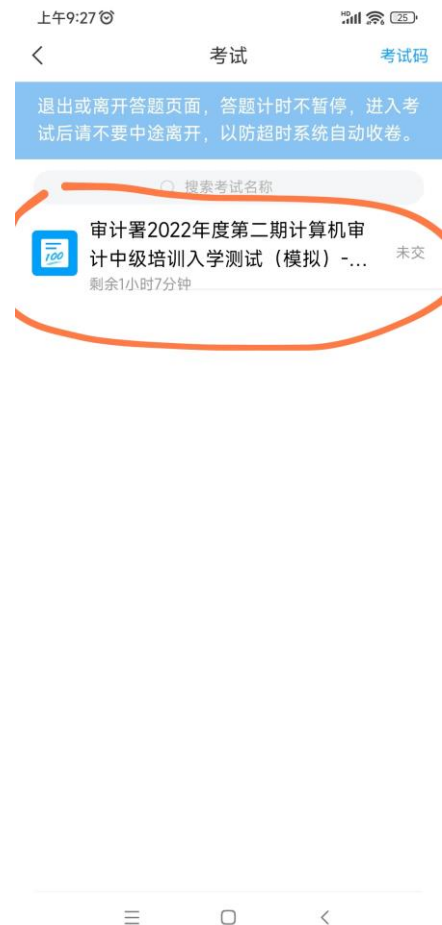 上午9:27
25
考试
考试码
退出或离开答题页面，答题计时不暂停，进入考
试后请不要中途离开，以防超时系统自动收卷。
搜索考试名称
100
审计署2022年度第二期计算机审
计中级培训入学测试（模拟）-...
未交
剩余1小时7分钟